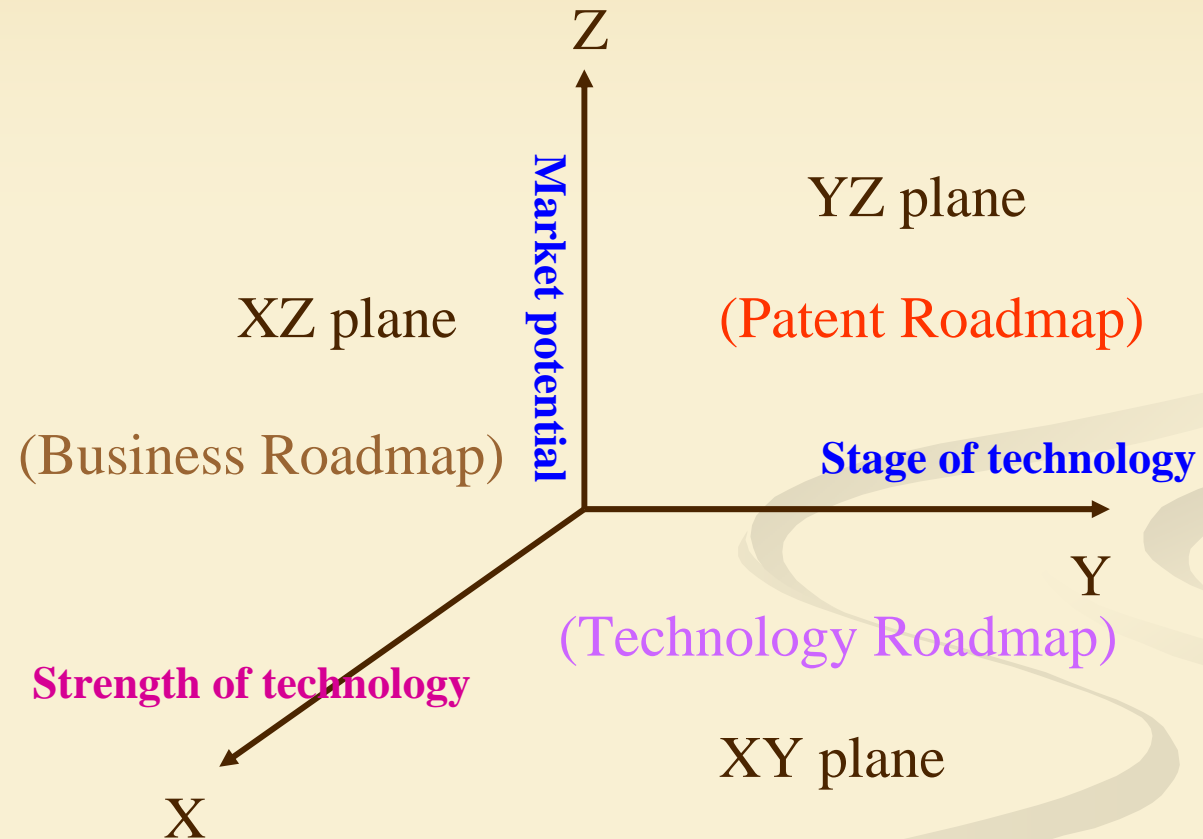 Z
Market potential
YZ plane
XZ plane
(Patent Roadmap)
(Business Roadmap)
Stage of technology
Y
(Technology Roadmap)
Strength of technology
XY plane
X